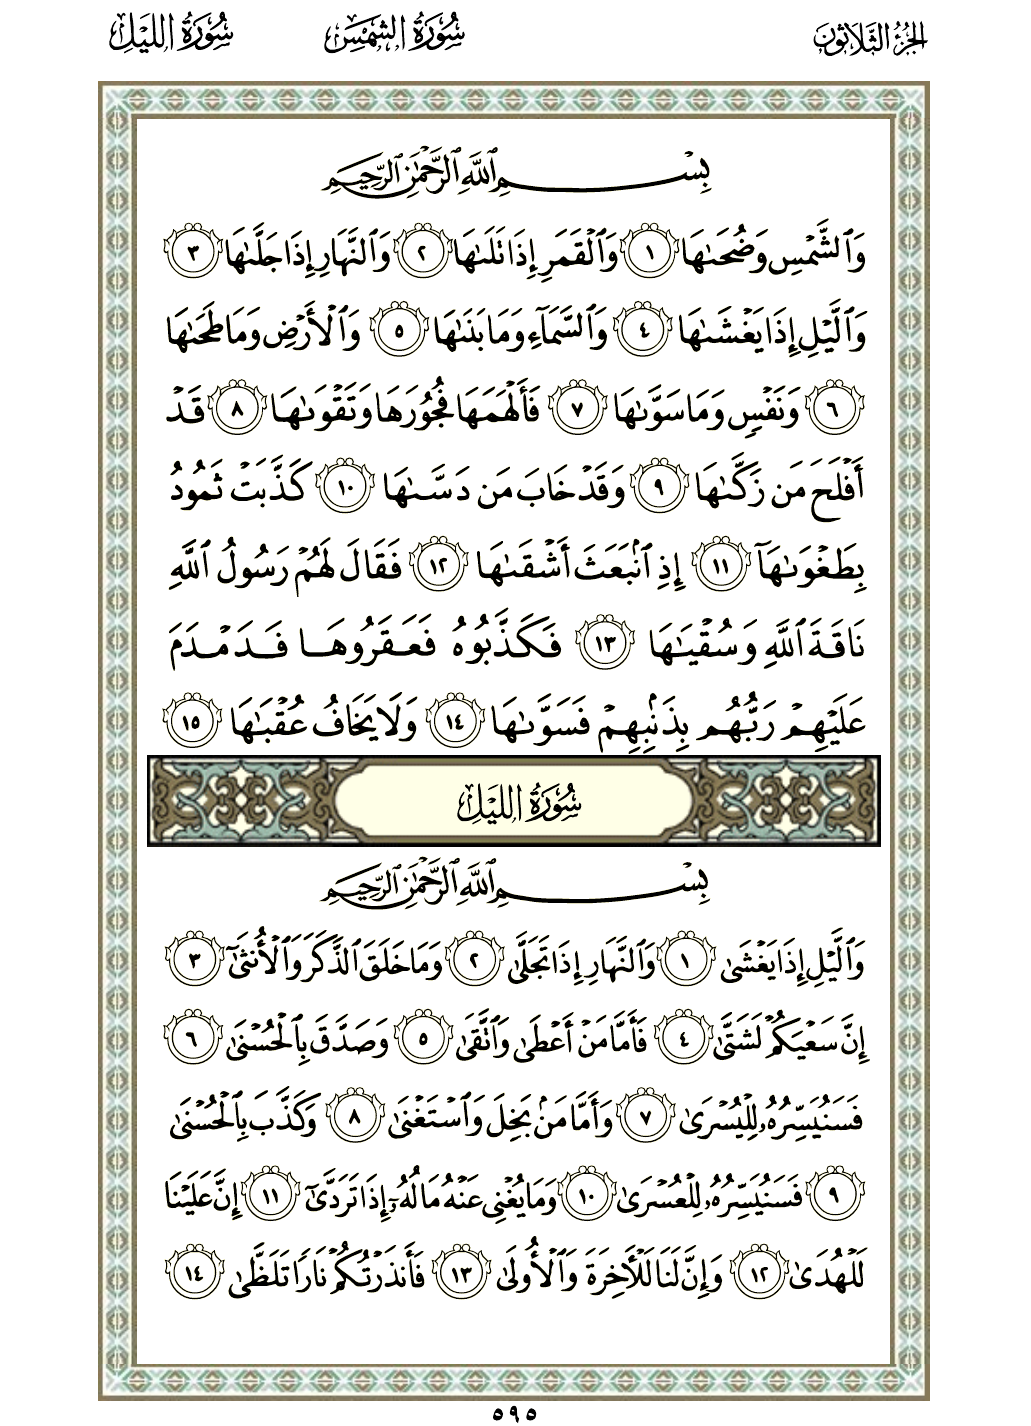 الجزء الثلاثون سورة الشمس سورة الليل
بِسْمِ ٱللَّهِ ٱلرَّحْمَٰنِ ٱلرَّحِيمِ
وَٱلشَّمْسِ وَضُحَىٰهَا ١ وَٱلْقَمَرِ إِذَا تَلَىٰهَا ٢ وَٱلنَّهَارِ إِذَا جَلَّىٰهَا ٣
وَٱلَّيْلِ إِذَا يَغْشَىٰهَا ٤ وَٱلسَّمَآءِ وَمَا بَنَىٰهَا ٥ وَٱلْأَرْضِ وَمَا طَحَىٰهَا
٦ وَنَفْسٍ وَمَا سَوَّىٰهَا ٧ فَأَلْهَمَهَا فُجُورَهَا وَتَقْوَىٰهَا ٨ قَدْ
أَفْلَحَ مَن زَكَّىٰهَا ٩ وَقَدْ خَابَ مَن دَسَّىٰهَا ١٠ كَذَّبَتْ ثَمُودُ
بِطَغْوَىٰهَآ ١١ إِذِ ٱنۢبَعَثَ أَشْقَىٰهَا ١٢ فَقَالَ لَهُمْ رَسُولُ ٱللَّهِ
نَاقَةَ ٱللَّهِ وَسُقْيَٰهَا ١٣ فَكَذَّبُوهُ فَعَقَرُوهَا فَدَمْدَمَ
عَلَيْهِمْ رَبُّهُم بِذَنۢبِهِمْ فَسَوَّىٰهَا ١٤ وَلَا يَخَافُ عُقْبَٰهَا ١٥
سُورَةُ الليْلِ
بِسْمِ ٱللَّهِ ٱلرَّحْمَٰنِ ٱلرَّحِيمِ
وَٱلَّيْلِ إِذَا يَغْشَىٰ ١ وَٱلنَّهَارِ إِذَا تَجَلَّىٰ ٢ وَمَا خَلَقَ ٱلذَّكَرَ وَٱلْأُنثَىٰٓ ٣
إِنَّ سَعْيَكُمْ لَشَتَّىٰ ٤ فَأَمَّا مَنْ أَعْطَىٰ وَٱتَّقَىٰ ٥ وَصَدَّقَ بِٱلْحُسْنَىٰ ٦
فَسَنُيَسِّرُهُۥ لِلْيُسْرَىٰ ٧ وَأَمَّا مَنۢ بَخِلَ وَٱسْتَغْنَىٰ ٨ وَكَذَّبَ بِٱلْحُسْنَىٰ
٩ فَسَنُيَسِّرُهُۥ لِلْعُسْرَىٰ ١٠ وَمَا يُغْنِى عَنْهُ مَالُهُۥٓ إِذَا تَرَدَّىٰٓ ١١ إِنَّ عَلَيْنَا
لَلْهُدَىٰ ١٢ وَإِنَّ لَنَا لَلْءَاخِرَةَ وَٱلْأُولَىٰ ١٣ فَأَنذَرْتُكُمْ نَارًا تَلَظَّىٰ ١٤
٥٩٥